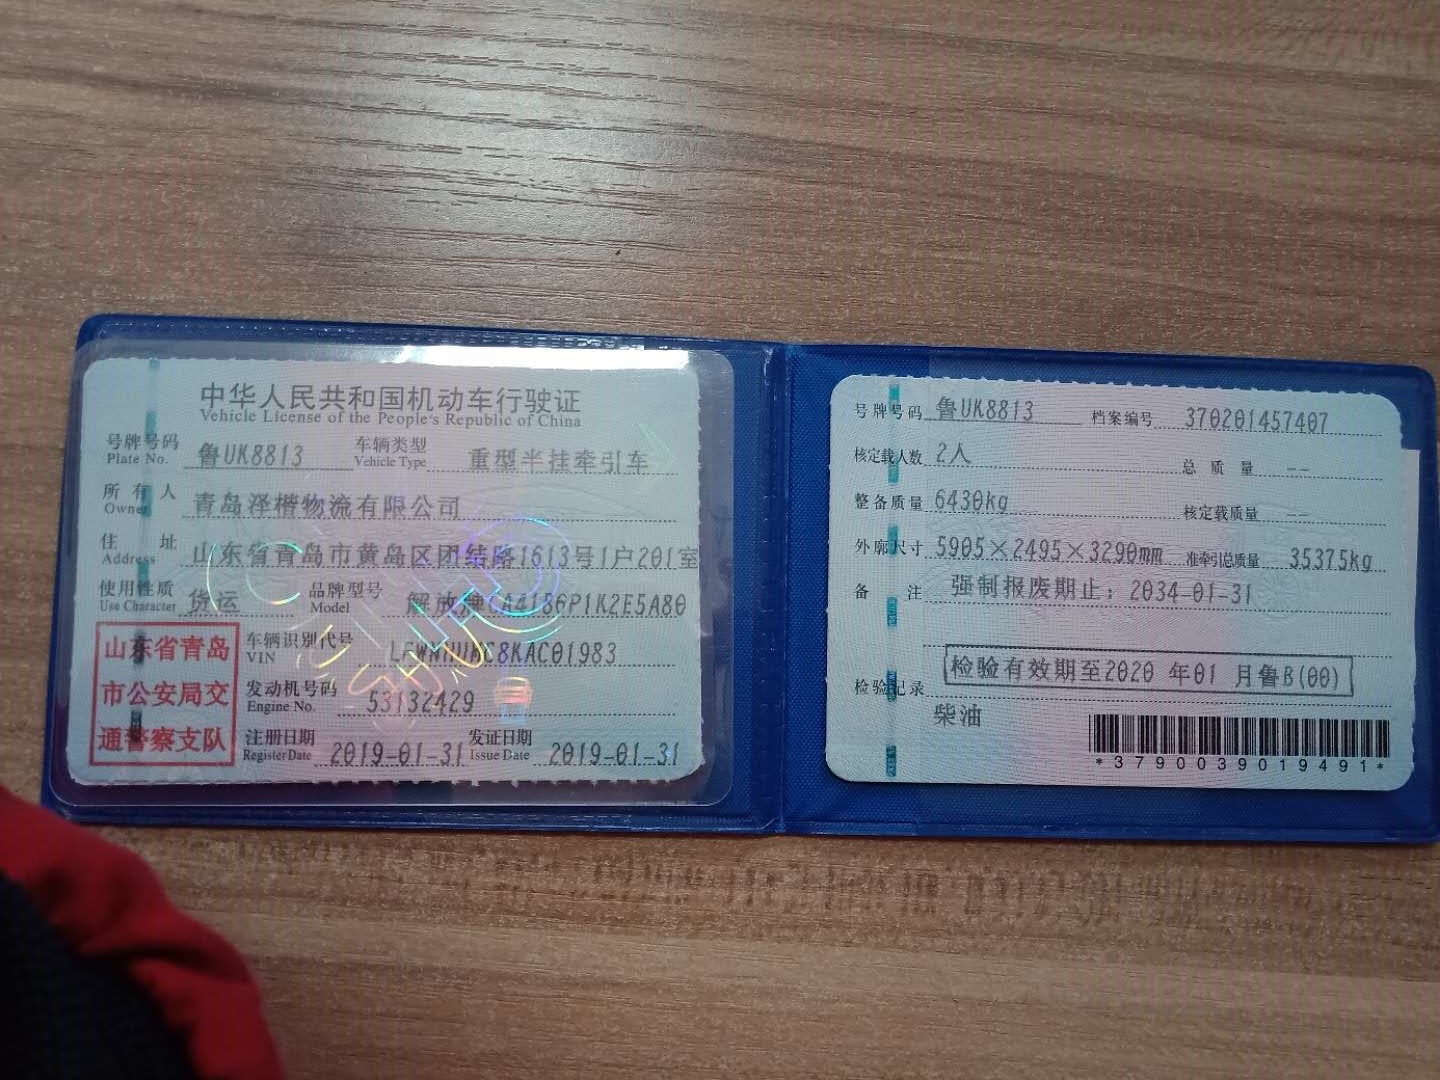 中华人民共和国机动车行驶证
Vehicle License of the People's Republic of China
号牌号码 鲁UK8813 车辆类型 重型半挂牵引车
Plate No. Vehicle Type
所有人 青岛泽楷物流有限公司
Owner
住址 山东省青岛市黄岛区团结路1613号1户201室
Address
使用性质 货运 品牌型号 解放牌CA4186P1K2E5A80
Use Character Model
山东省青岛
市公安局交
通警察支队
车辆识别代号
VIN
发动机号码 53132429
Engine No.
注册日期 2019-01-31 发证日期 2019-01-31
Register Date Issue Date
号牌号码 鲁UK8813 档案编号 370201457407
核定载人数 2人 总质量 --
整备质量 6430kg 核定载质量 --
外廓尺寸 5905×2495×3290mm 准牵引总质量 35375kg
备注 强制报废期止：2034-01-31
检验有效期至2020 年01 月鲁B(00)
检验记录
柴油
*3790039019491*